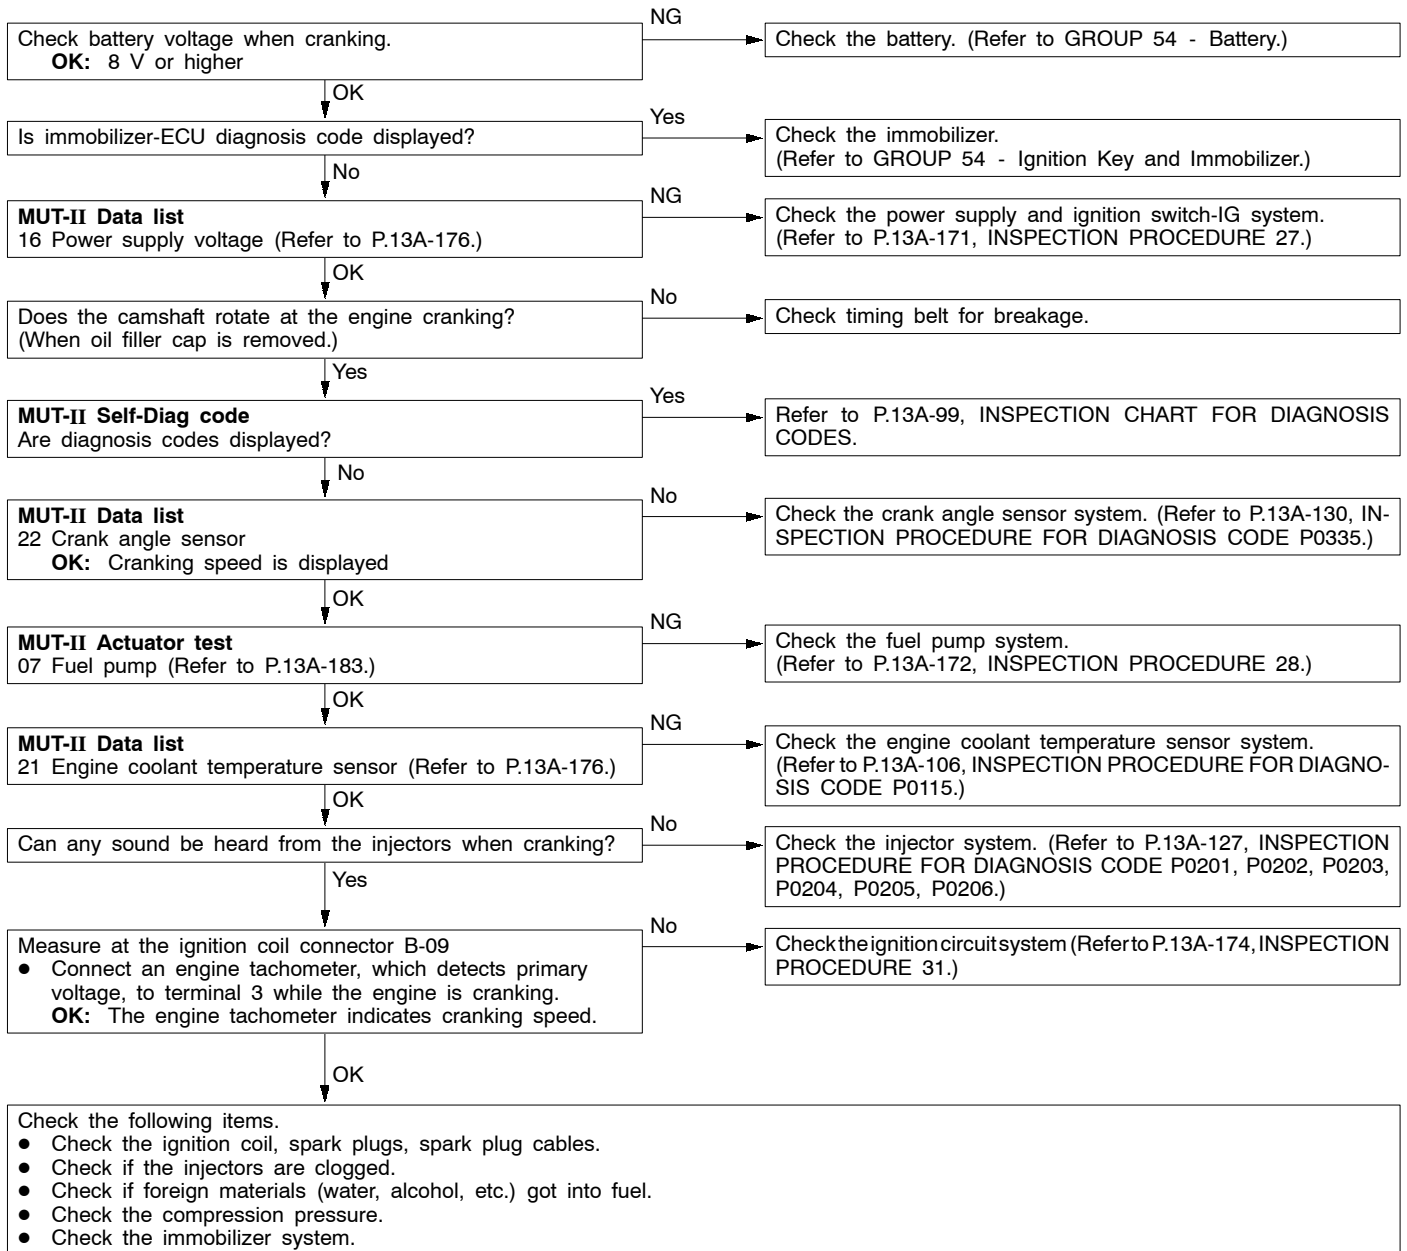 NG
Check battery voltage when cranking.
OK: 8 V or higher
Check the battery. (Refer to GROUP 54 - Battery.)
OK
Yes
Is immobilizer-ECU diagnosis code displayed?
Check the immobilizer.
(Refer to GROUP 54 - Ignition Key and Immobilizer.)
No
NG
MUT-II Data list
16 Power supply voltage (Refer to P.13A-176.)
Check the power supply and ignition switch-IG system.
(Refer to P.13A-171, INSPECTION PROCEDURE 27.)
OK
No
Does the camshaft rotate at the engine cranking?
(When oil filler cap is removed.)
Check timing belt for breakage.
Yes
Yes
MUT-II Self-Diag code
Are diagnosis codes displayed?
Refer to P.13A-99, INSPECTION CHART FOR DIAGNOSIS
CODES.
No
No
MUT-II Data list
22 Crank angle sensor
OK: Cranking speed is displayed
Check the crank angle sensor system. (Refer to P.13A-130, IN-
SPECTION PROCEDURE FOR DIAGNOSIS CODE P0335.)
OK
NG
MUT-II Actuator test
07 Fuel pump (Refer to P.13A-183.)
Check the fuel pump system.
(Refer to P.13A-172, INSPECTION PROCEDURE 28.)
OK
NG
MUT-II Data list
21 Engine coolant temperature sensor (Refer to P.13A-176.)
Check the engine coolant temperature sensor system.
(Refer to P.13A-106, INSPECTION PROCEDURE FOR DIAGNO-
SIS CODE P0115.)
OK
No
Can any sound be heard from the injectors when cranking?
Check the injector system. (Refer to P.13A-127, INSPECTION
PROCEDURE FOR DIAGNOSIS CODE P0201, P0202, P0203,
P0204, P0205, P0206.)
Yes
No
Measure at the ignition coil connector B-09
● Connect an engine tachometer, which detects primary
voltage, to terminal 3 while the engine is cranking.
OK: The engine tachometer indicates cranking speed.
Check the ignition circuit system (Refer to P.13A-174, INSPECTION
PROCEDURE 31.)
OK
Check the following items.
● Check the ignition coil, spark plugs, spark plug cables.
● Check if the injectors are clogged.
● Check if foreign materials (water, alcohol, etc.) got into fuel.
● Check the compression pressure.
● Check the immobilizer system.